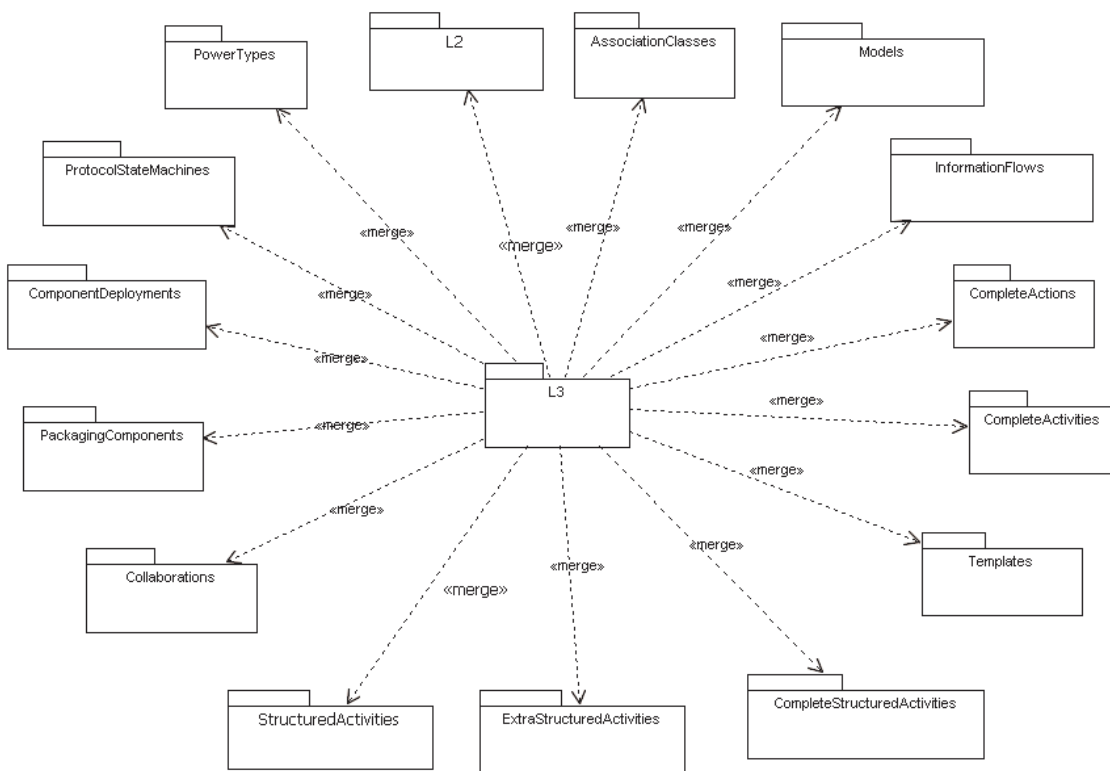 L2
AssociationClasses
PowerTypes
Models
ProtocolStateMachines
InformationFlows
«merge»
«merge»
«merge»
«merge»
ComponentDeployments
CompleteActions
«merge»
«merge»
«merge»
«merge»
L3
«merge»
CompleteActivities
PackagingComponents
«merge»
«merge»
«merge»
«merge»
«merge»
«merge»
Templates
Collaborations
StructuredActivities
ExtraStructuredActivities
CompleteStructuredActivities